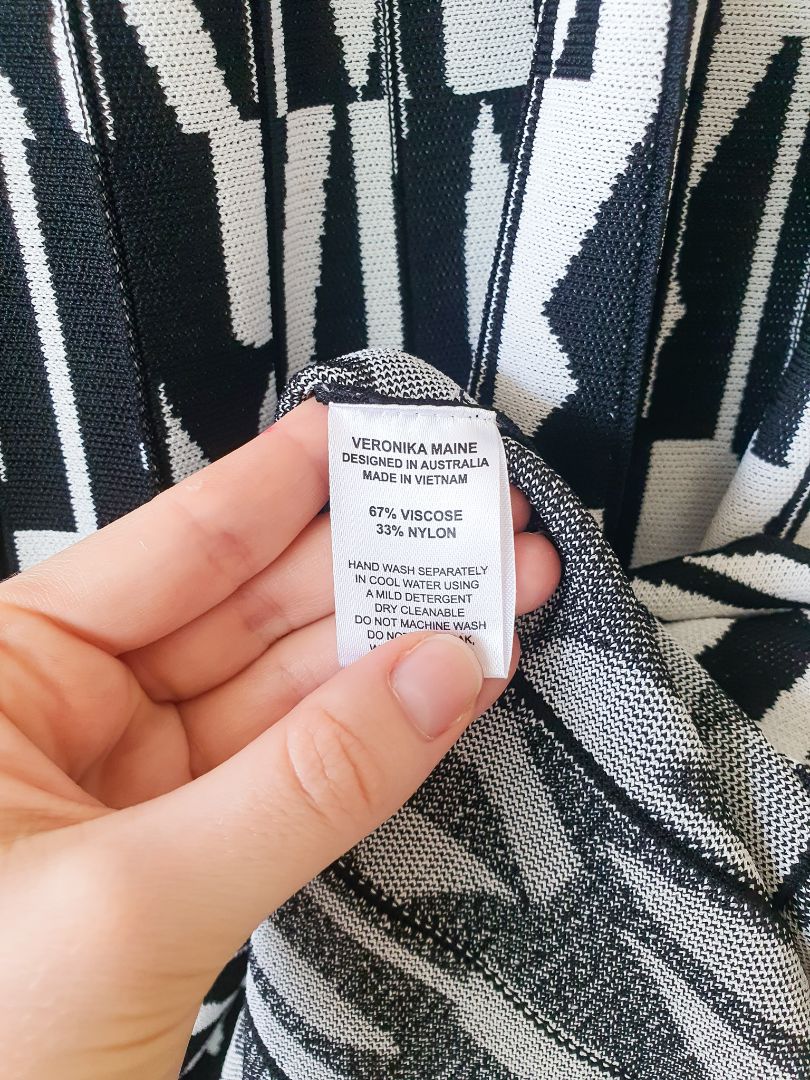 VERONIKA MAINE
DESIGNED IN AUSTRALIA
MADE IN VIETNAM
67% VISCOSE
33% NYLON
HAND WASH SEPARATELY
IN COOL WATER USING
A MILD DETERGENT
DRY CLEANABLE
DO NOT MACHINE WASH
DO